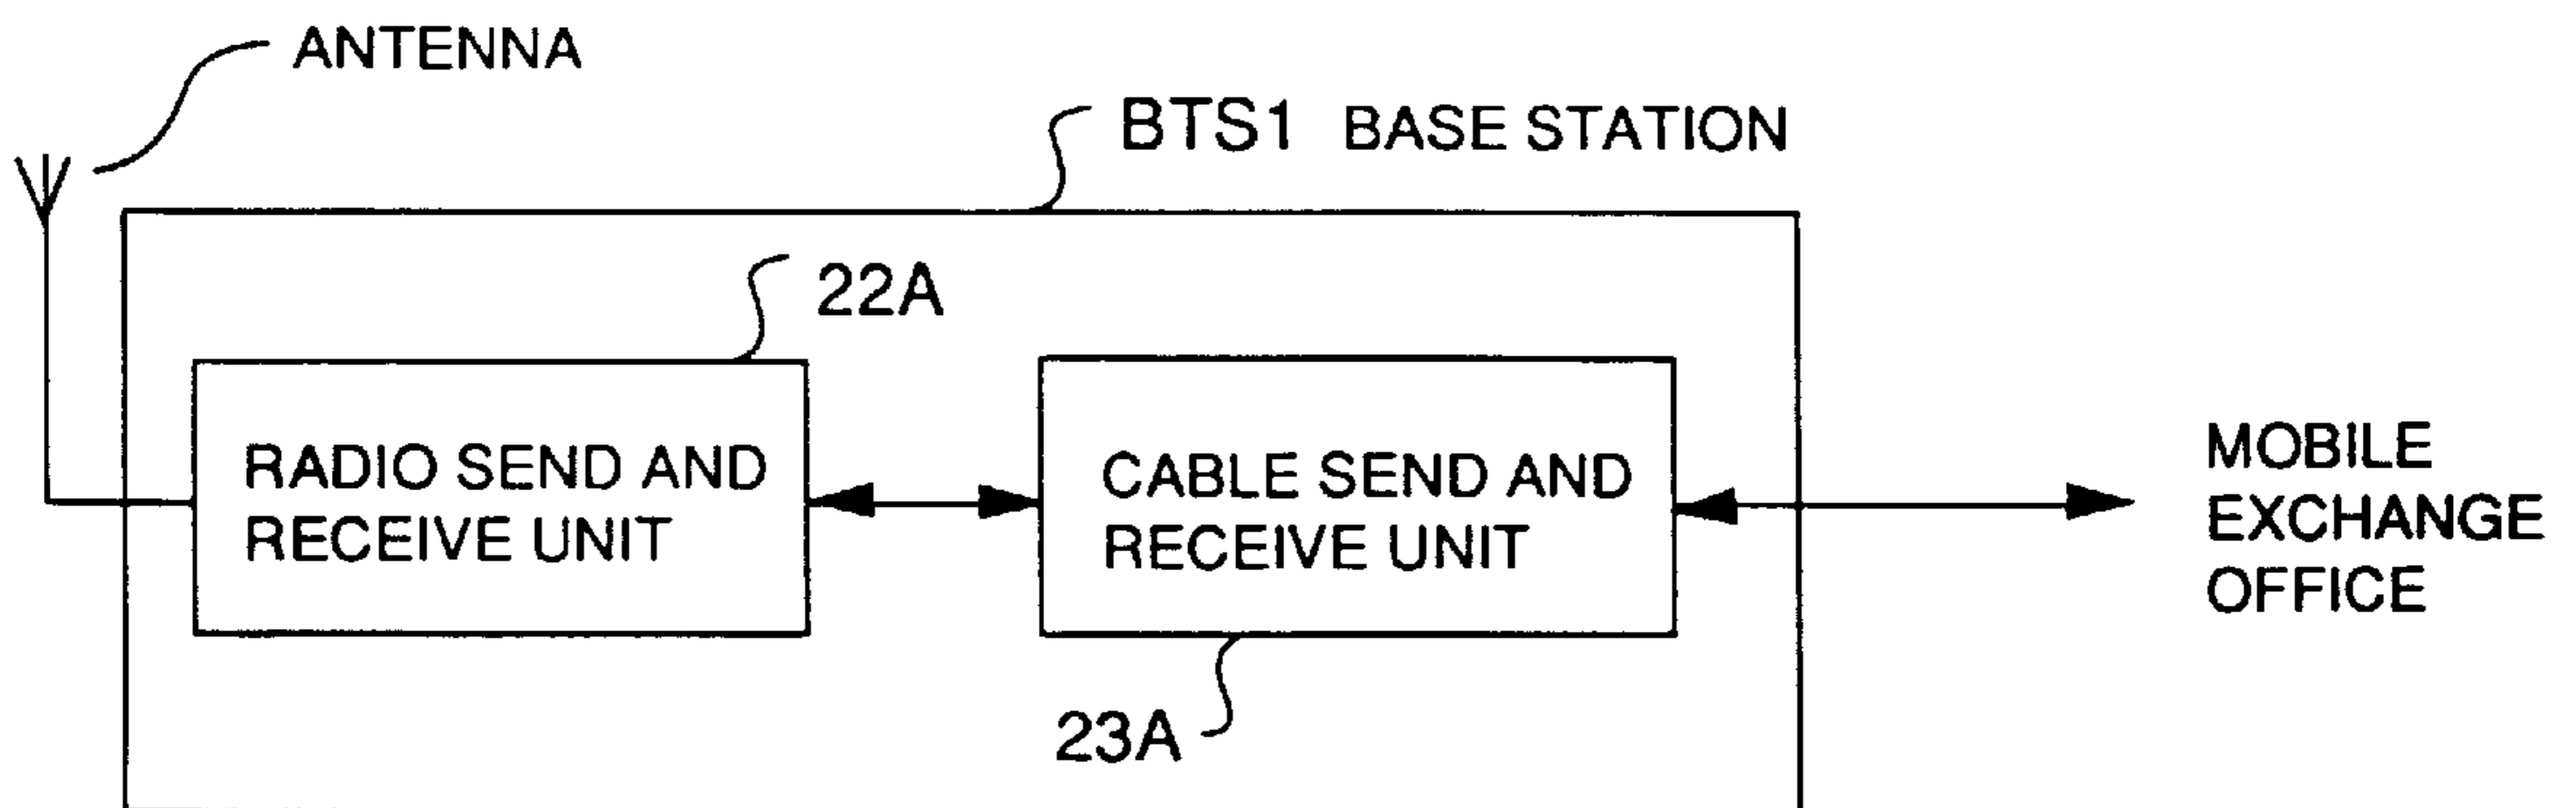 ANTENNA
BTS1 BASE STATION
22A
RADIO SEND AND
RECEIVE UNIT
CABLE SEND AND
RECEIVE UNIT
MOBILE
EXCHANGE
OFFICE
23A